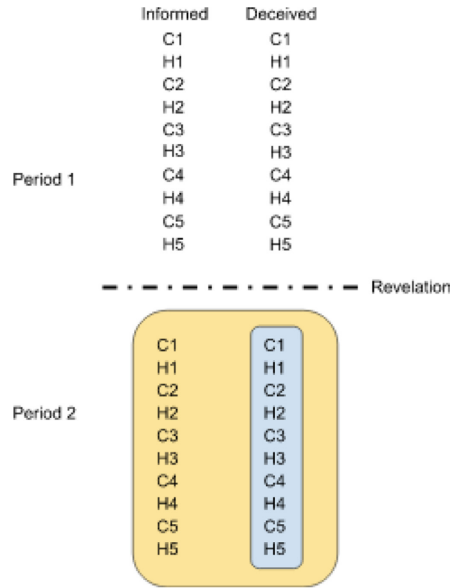 Informed Deceived
C1 C1
H1 H1
C2 C2
H2 H2
C3 C3
H3 H3
Period 1
C4 C4
H4 H4
C5 C5
H5 H5
Revelation
C1 C1
H1 H1
C2 C2
H2 H2
Period 2
C3 C3
H3 H3
C4 C4
H4 H4
C5 C5
H5 H5